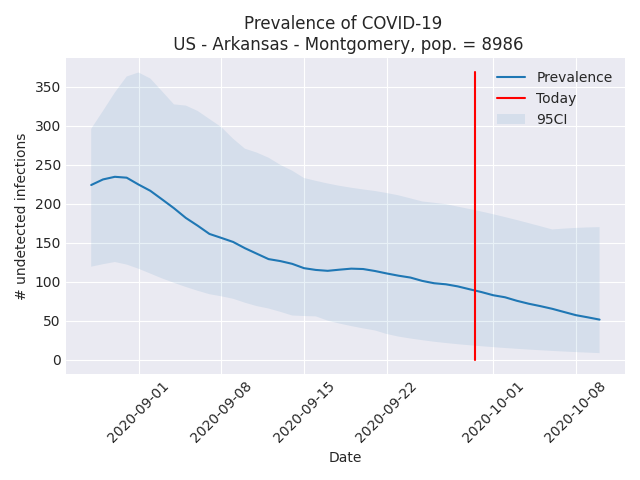 Prevalence of COVID-19
US - Arkansas - Montgomery, pop. = 8986
Prevalence
Today
95CI
# undetected infections
350
300
250
200
150
100
50
0
2020-09-01
2020-09-08
2020-09-15
2020-09-22
2020-10-01
2020-10-08
Date